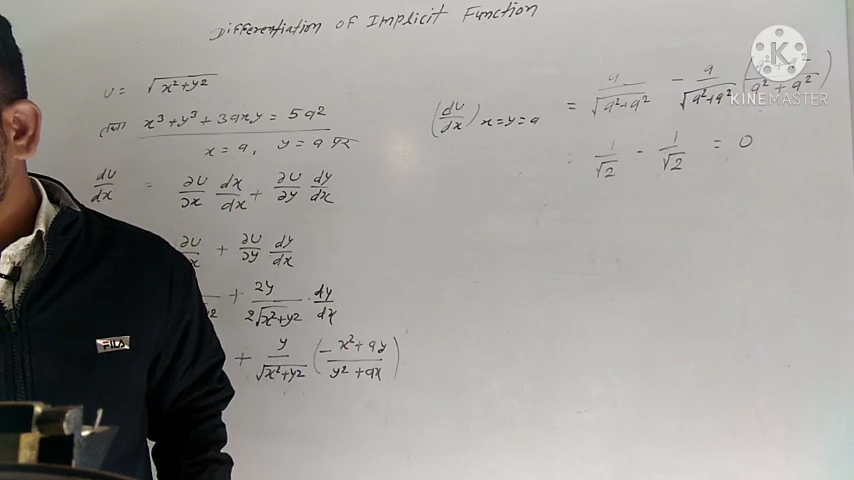 Differentiation of Implicit Function
U = √x²+y²
तथा x³+y³+3axy = 5a²
x=a, y=a पर
dU/dx = ∂U/∂x dx/dx + ∂U/∂y dy/dx
∂U/∂x + ∂U/∂y dy/dx
+ 2y/2√x²+y² · dy/dx
+ y/√x²+y² (-x²+ay/y²+ax)
(dU/dx) x=y=a = a/√a²+a² - a/√a²+a² (a²+a²/a²+a²)
= 1/√2 - 1/√2 = 0
K
KINEMASTER
FILA